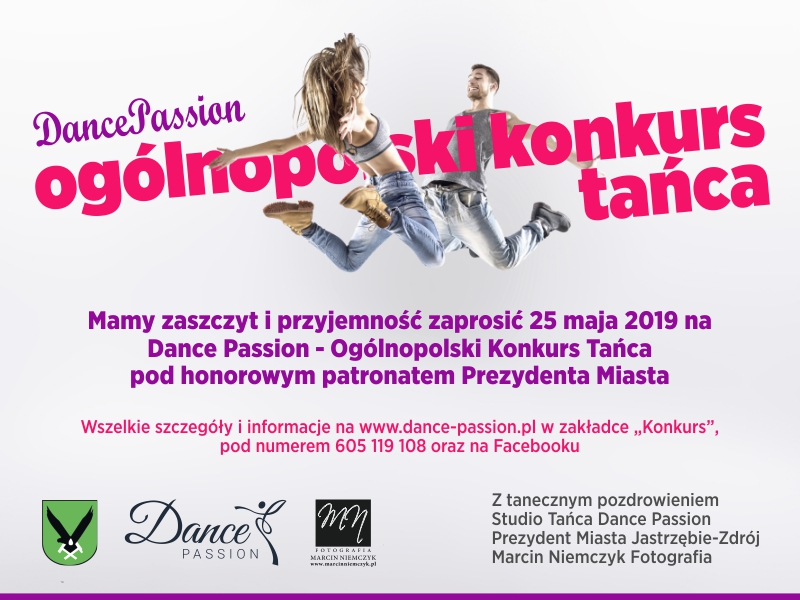 DancePassion
ogólnopolski konkurs
tańca
Mamy zaszczyt i przyjemność zaprosić 25 maja 2019 na
Dance Passion - Ogólnopolski Konkurs Tańca
pod honorowym patronatem Prezydenta Miasta
Wszelkie szczegóły i informacje na www.dance-passion.pl w zakładce „Konkurs”,
pod numerem 605 119 108 oraz na Facebooku
Dance
PASSION
MN
FOTOGRAFIA
MARCIN NIEMCZYK
www.marcinniemczyk.pl
Z tanecznym pozdrowieniem
Studio Tańca Dance Passion
Prezydent Miasta Jastrzębie-Zdrój
Marcin Niemczyk Fotografia